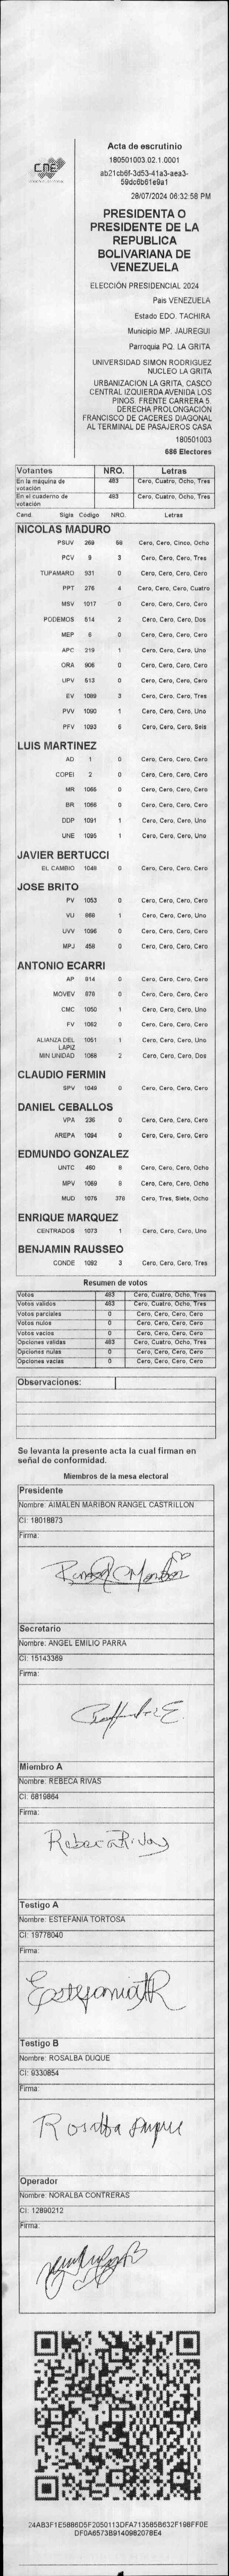 CNE
Acta de escrutinio
180501003.02.1.0001
ab21cb6f-3d53-41a3-aea3-
59dc6b61e9a1
28/07/2024 06:32:58 PM
PRESIDENTA O
PRESIDENTE DE LA
REPUBLICA
BOLIVARIANA DE
VENEZUELA
ELECCIÓN PRESIDENCIAL 2024
Pais VENEZUELA
Estado EDO. TACHIRA
Municipio MP. JAUREGUI
Parroquia PQ. LA GRITA
UNIVERSIDAD SIMON RODRIGUEZ
NUCLEO LA GRITA
URBANIZACION LA GRITA, CASCO
CENTRAL IZQUIERDA AVENIDA LOS
PINOS. FRENTE CARRERA 5.
DERECHA PROLONGACIÓN
FRANCISCO DE CACERES DIAGONAL
AL TERMINAL DE PASAJEROS CASA
180501003
686 Electores
Votantes NRO. Letras
En la máquina de votación 483 Cero, Cuatro, Ocho, Tres
En el cuaderno de votación 483 Cero, Cuatro, Ocho, Tres
Cand. Sigla Código NRO. Letras
NICOLAS MADURO
PSUV 269 58 Cero, Cero, Cinco, Ocho
PCV 9 3 Cero, Cero, Cero, Tres
TUPAMARO 931 0 Cero, Cero, Cero, Cero
PPT 276 4 Cero, Cero, Cero, Cuatro
MSV 1017 0 Cero, Cero, Cero, Cero
PODEMOS 514 2 Cero, Cero, Cero, Dos
MEP 6 0 Cero, Cero, Cero, Cero
APC 219 1 Cero, Cero, Cero, Uno
ORA 906 0 Cero, Cero, Cero, Cero
UPV 513 0 Cero, Cero, Cero, Cero
EV 1089 3 Cero, Cero, Cero, Tres
PVV 1090 1 Cero, Cero, Cero, Uno
PFV 1093 6 Cero, Cero, Cero, Seis
LUIS MARTINEZ
AD 1 0 Cero, Cero, Cero, Cero
COPEI 2 0 Cero, Cero, Cero, Cero
MR 1065 0 Cero, Cero, Cero, Cero
BR 1066 0 Cero, Cero, Cero, Cero
DDP 1091 1 Cero, Cero, Cero, Uno
UNE 1095 1 Cero, Cero, Cero, Uno
JAVIER BERTUCCI
EL CAMBIO 1048 0 Cero, Cero, Cero, Cero
JOSE BRITO
PV 1053 0 Cero, Cero, Cero, Cero
VU 868 1 Cero, Cero, Cero, Uno
UVV 1096 0 Cero, Cero, Cero, Cero
MPJ 458 0 Cero, Cero, Cero, Cero
ANTONIO ECARRI
AP 814 0 Cero, Cero, Cero, Cero
MOVEV 876 0 Cero, Cero, Cero, Cero
CMC 1050 1 Cero, Cero, Cero, Uno
FV 1062 0 Cero, Cero, Cero, Cero
ALIANZA DEL LAPIZ 1051 1 Cero, Cero, Cero, Uno
MIN UNIDAD 1068 2 Cero, Cero, Cero, Dos
CLAUDIO FERMIN
SPV 1049 0 Cero, Cero, Cero, Cero
DANIEL CEBALLOS
VPA 236 0 Cero, Cero, Cero, Cero
AREPA 1094 0 Cero, Cero, Cero, Cero
EDMUNDO GONZALEZ
UNTC 460 8 Cero, Cero, Cero, Ocho
MPV 1069 8 Cero, Cero, Cero, Ocho
MUD 1076 378 Cero, Tres, Siete, Ocho
ENRIQUE MARQUEZ
CENTRADOS 1073 1 Cero, Cero, Cero, Uno
BENJAMIN RAUSSEO
CONDE 1092 3 Cero, Cero, Cero, Tres
Resumen de votos
Votos 483 Cero, Cuatro, Ocho, Tres
Votos validos 483 Cero, Cuatro, Ocho, Tres
Votos parciales 0 Cero, Cero, Cero, Cero
Votos nulos 0 Cero, Cero, Cero, Cero
Votos vacios 0 Cero, Cero, Cero, Cero
Opciones validas 483 Cero, Cuatro, Ocho, Tres
Opciones nulas 0 Cero, Cero, Cero, Cero
Opciones vacias 0 Cero, Cero, Cero, Cero
Observaciones:
Se levanta la presente acta la cual firman en
señal de conformidad.
Miembros de la mesa electoral
Presidente
Nombre: AIMALEN MARIBON RANGEL CASTRILLON
CI: 18018873
Firma:
Secretario
Nombre: ANGEL EMILIO PARRA
CI: 15143369
Firma:
Miembro A
Nombre: REBECA RIVAS
CI: 6819864
Firma:
Rebeca Rivas
Testigo A
Nombre: ESTEFANIA TORTOSA
CI: 19776040
Firma:
Testigo B
Nombre: ROSALBA DUQUE
CI: 9330854
Firma:
Rosalba Duque
Operador
Nombre: NORALBA CONTRERAS
CI: 12890212
Firma:
24AB3F1E5886D5F2050113DFA713585B632F198FF0E
DF0A6573B9140982078E4